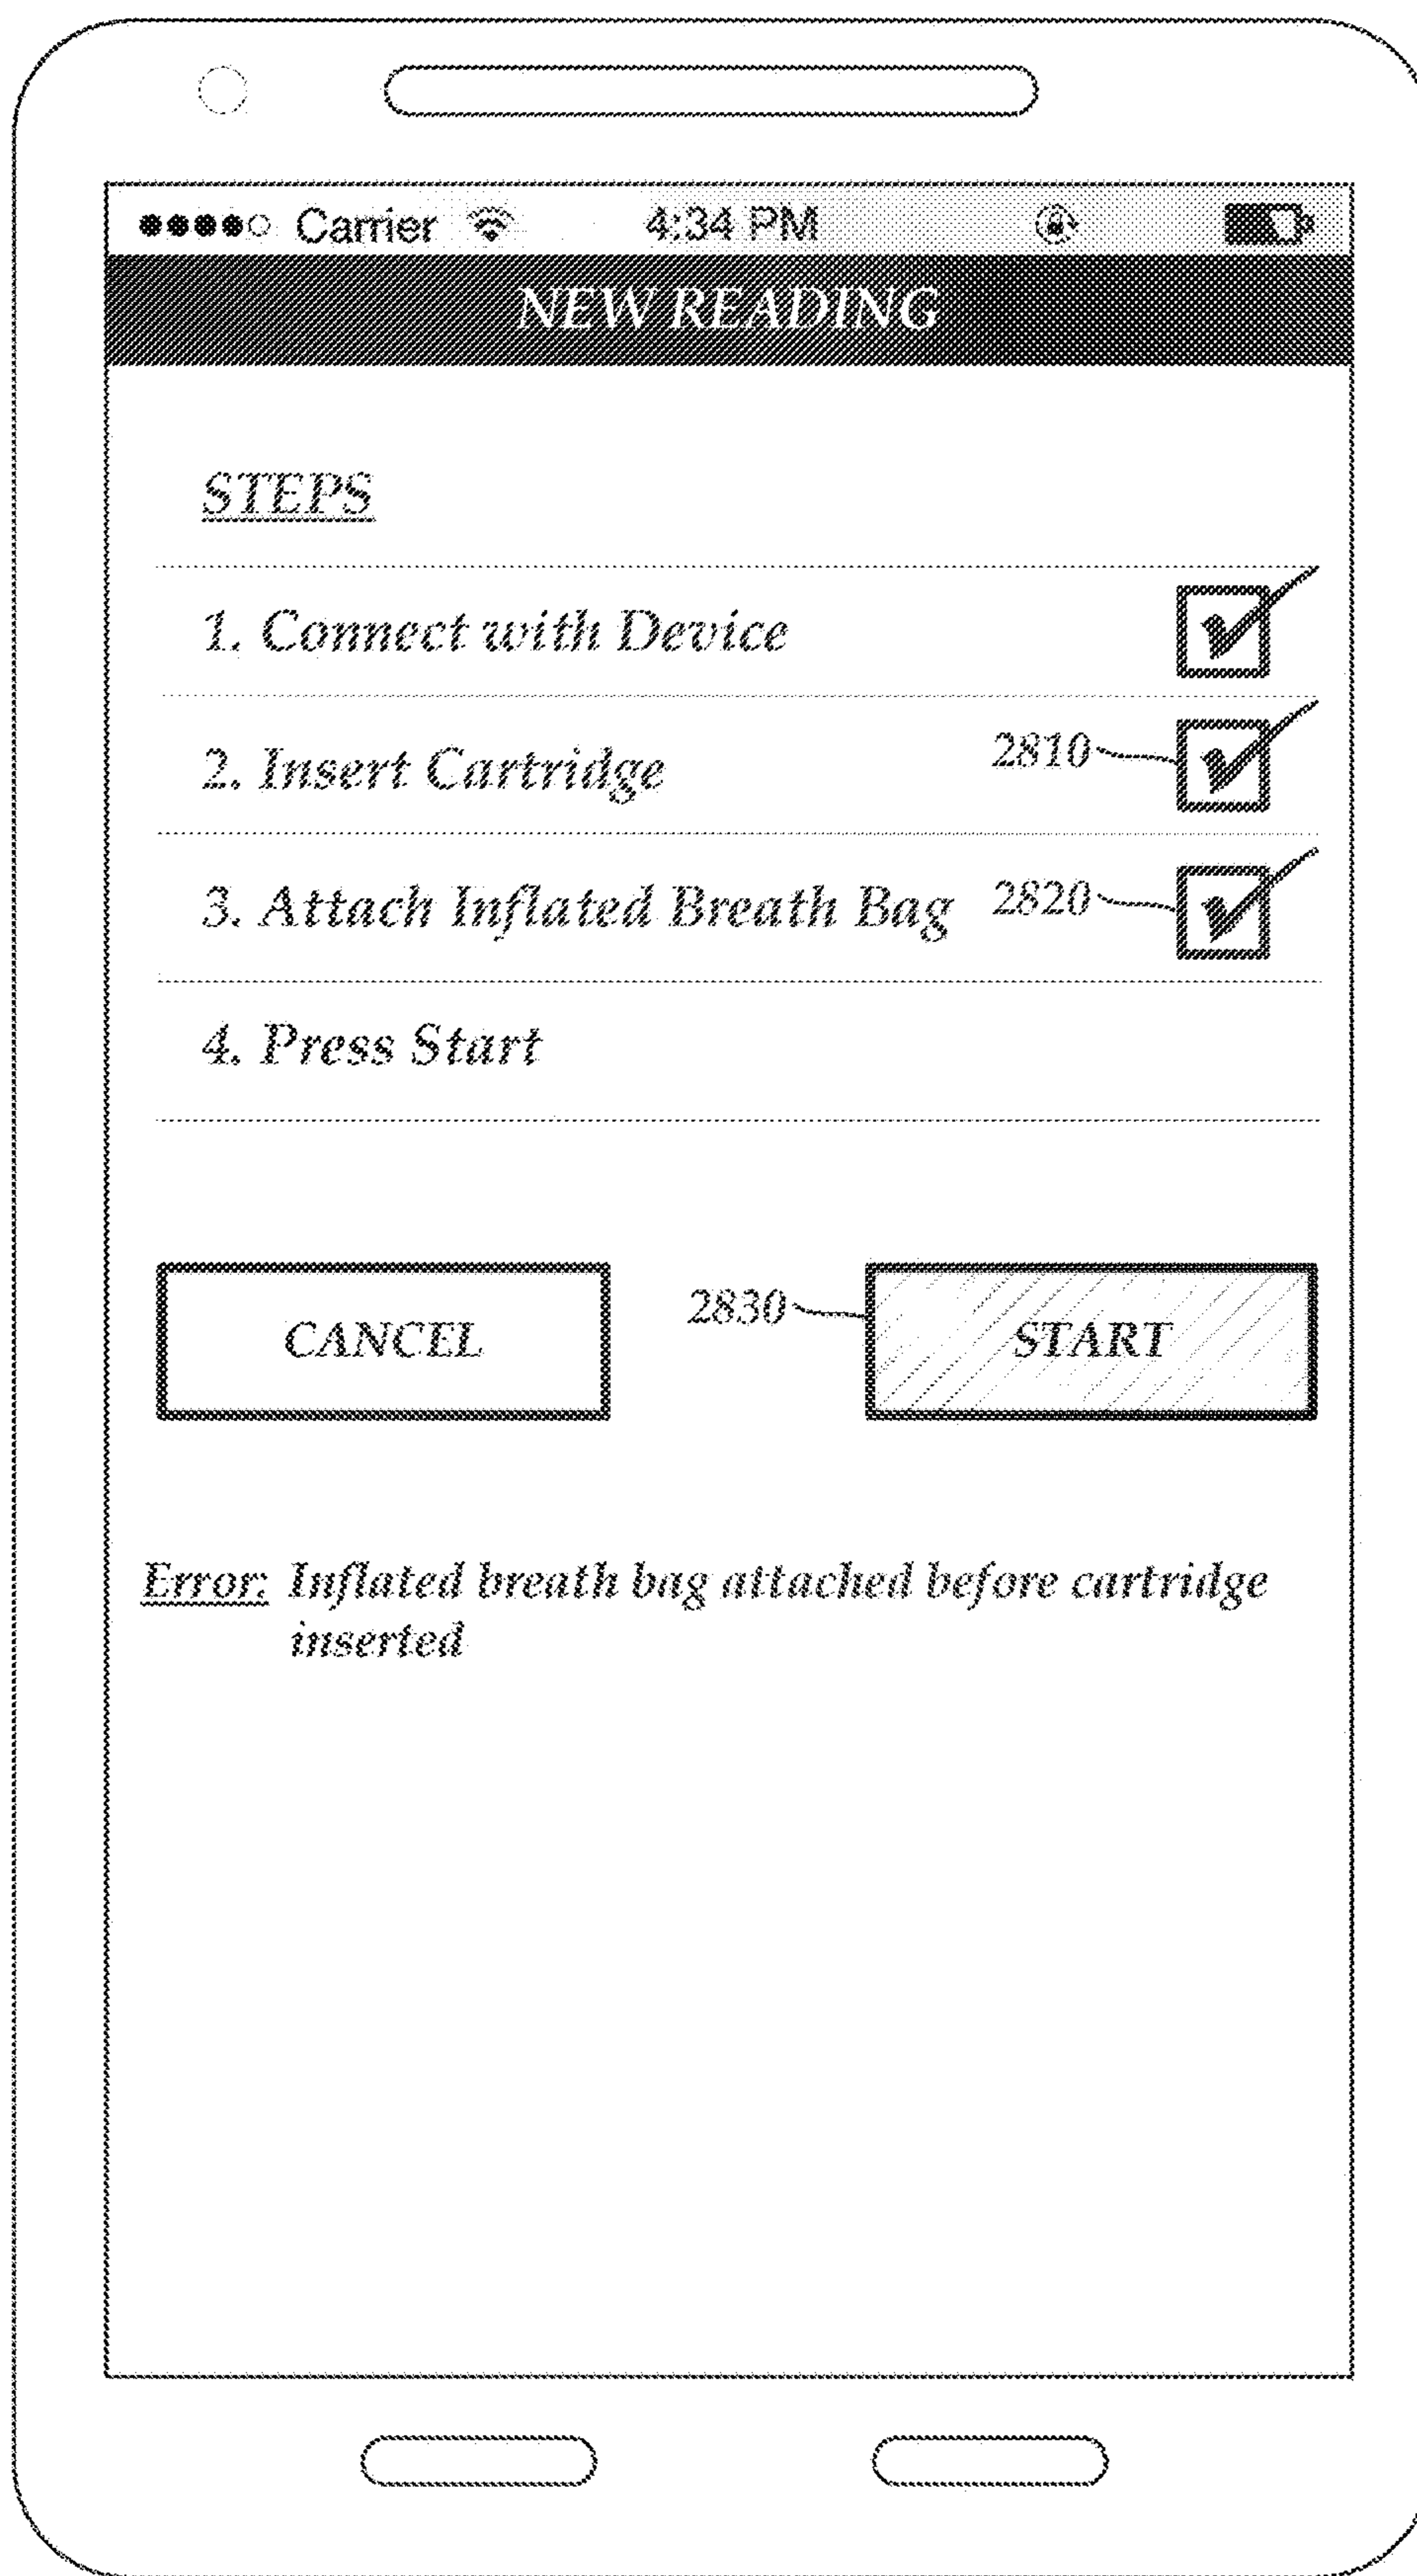 Carrier 4:34 PM
NEW READING
STEPS
1. Connect with Device
2. Insert Cartridge 2810
3. Attach Inflated Breath Bag 2820
4. Press Start
CANCEL 2830 START
Error: Inflated breath bag attached before cartridge
inserted